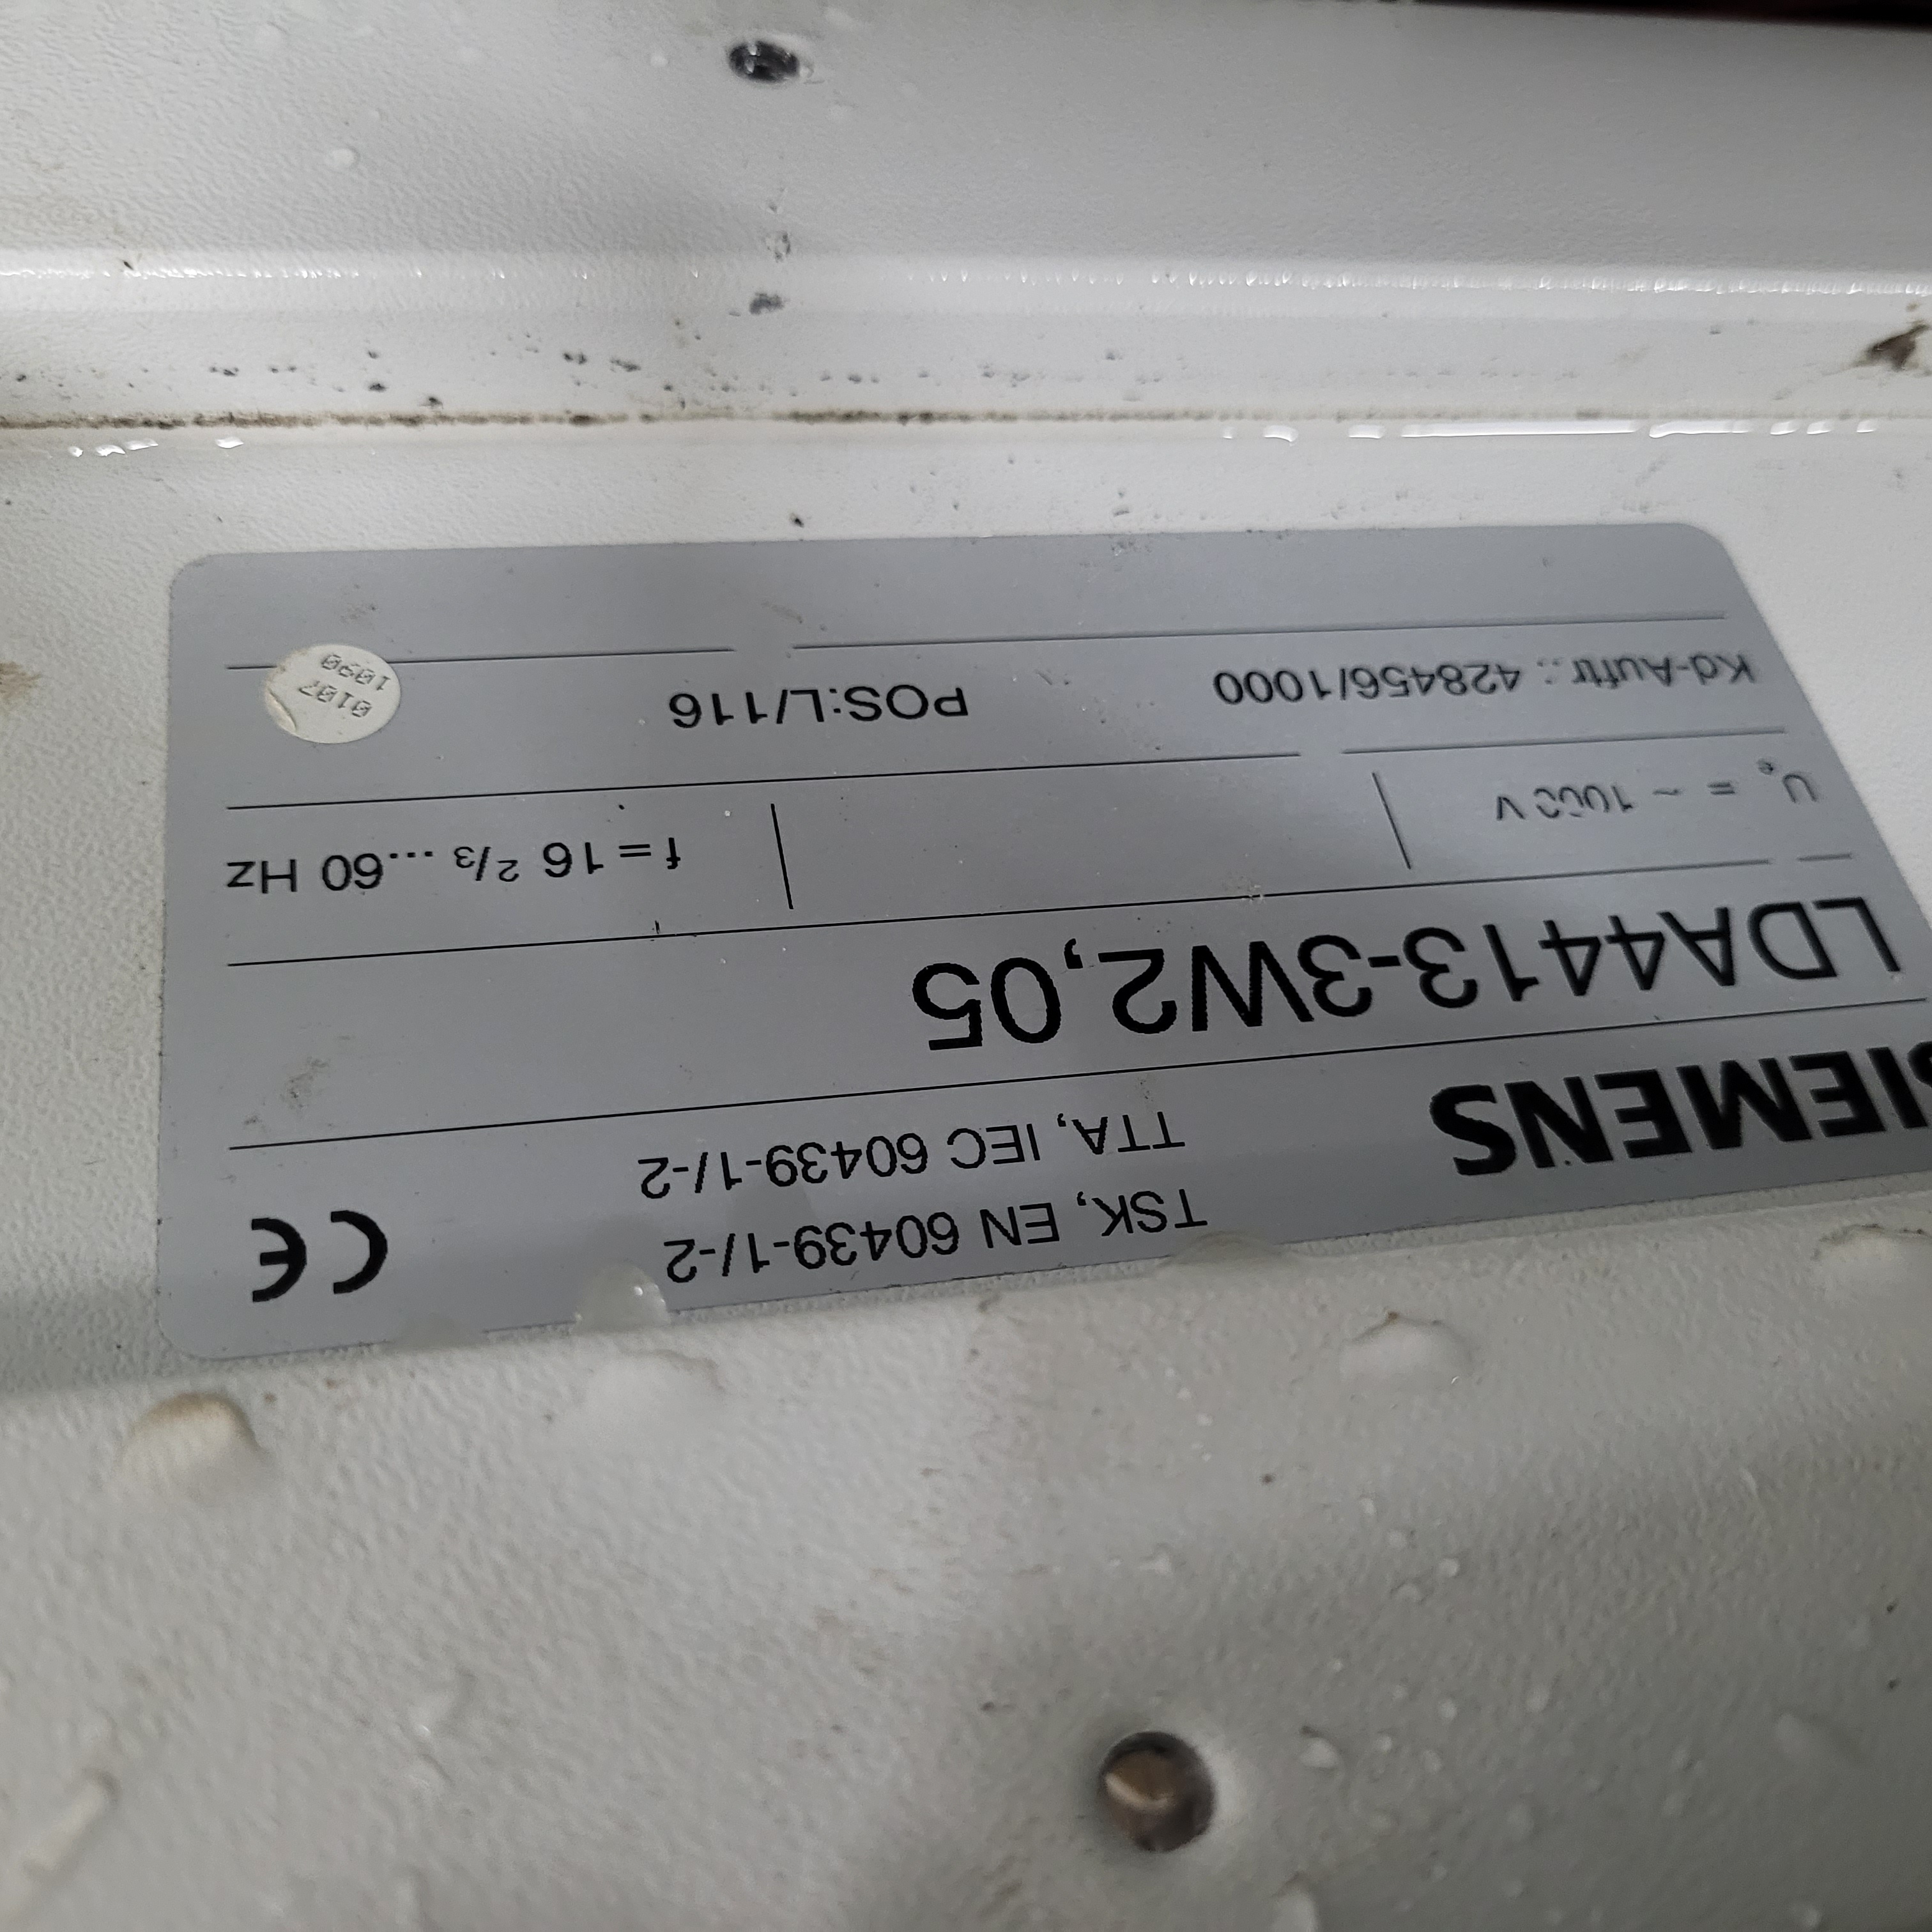 SIEMENS
TSK, EN 60439-1/-2
TTA, IEC 60439-1/-2
CE
LDA4413-3W2,05
Ue = ~ 1000 V
f = 16 2/3 ...60 Hz
Kd-Auftr.: 428456/1000
POS:L/116
0107
1090